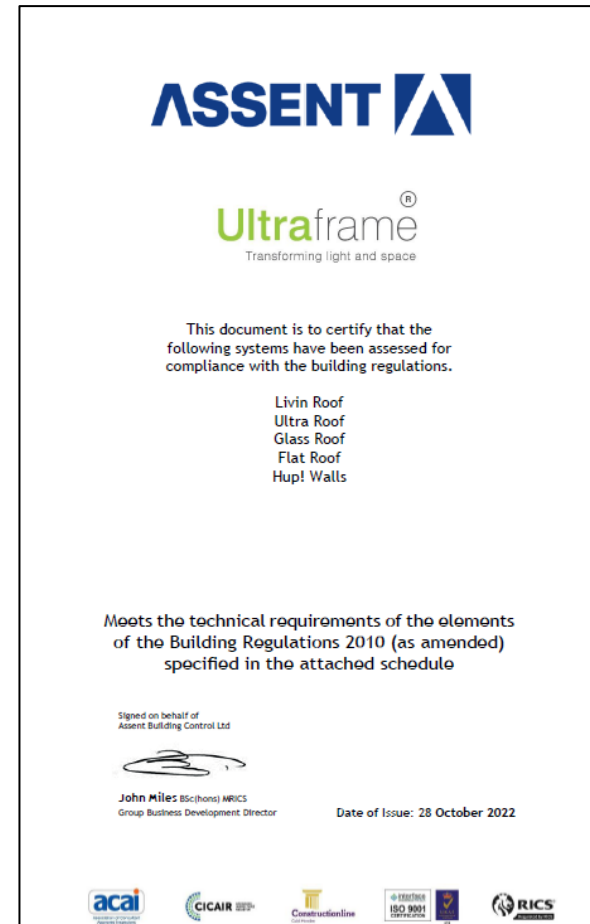 ASSENT
Ultraframe®
Transforming light and space
This document is to certify that the
following systems have been assessed for
compliance with the building regulations.
Livin Roof
Ultra Roof
Glass Roof
Flat Roof
Hup! Walls
Meets the technical requirements of the elements
of the Building Regulations 2010 (as amended)
specified in the attached schedule
Signed on behalf of
Assent Building Control Ltd
John Miles BSc(hons) MRICS
Group Business Development Director
Date of Issue: 28 October 2022
acai
CICAIR
Constructionline
Gold Member
ISO 9001
CERTIFICATION
RICS